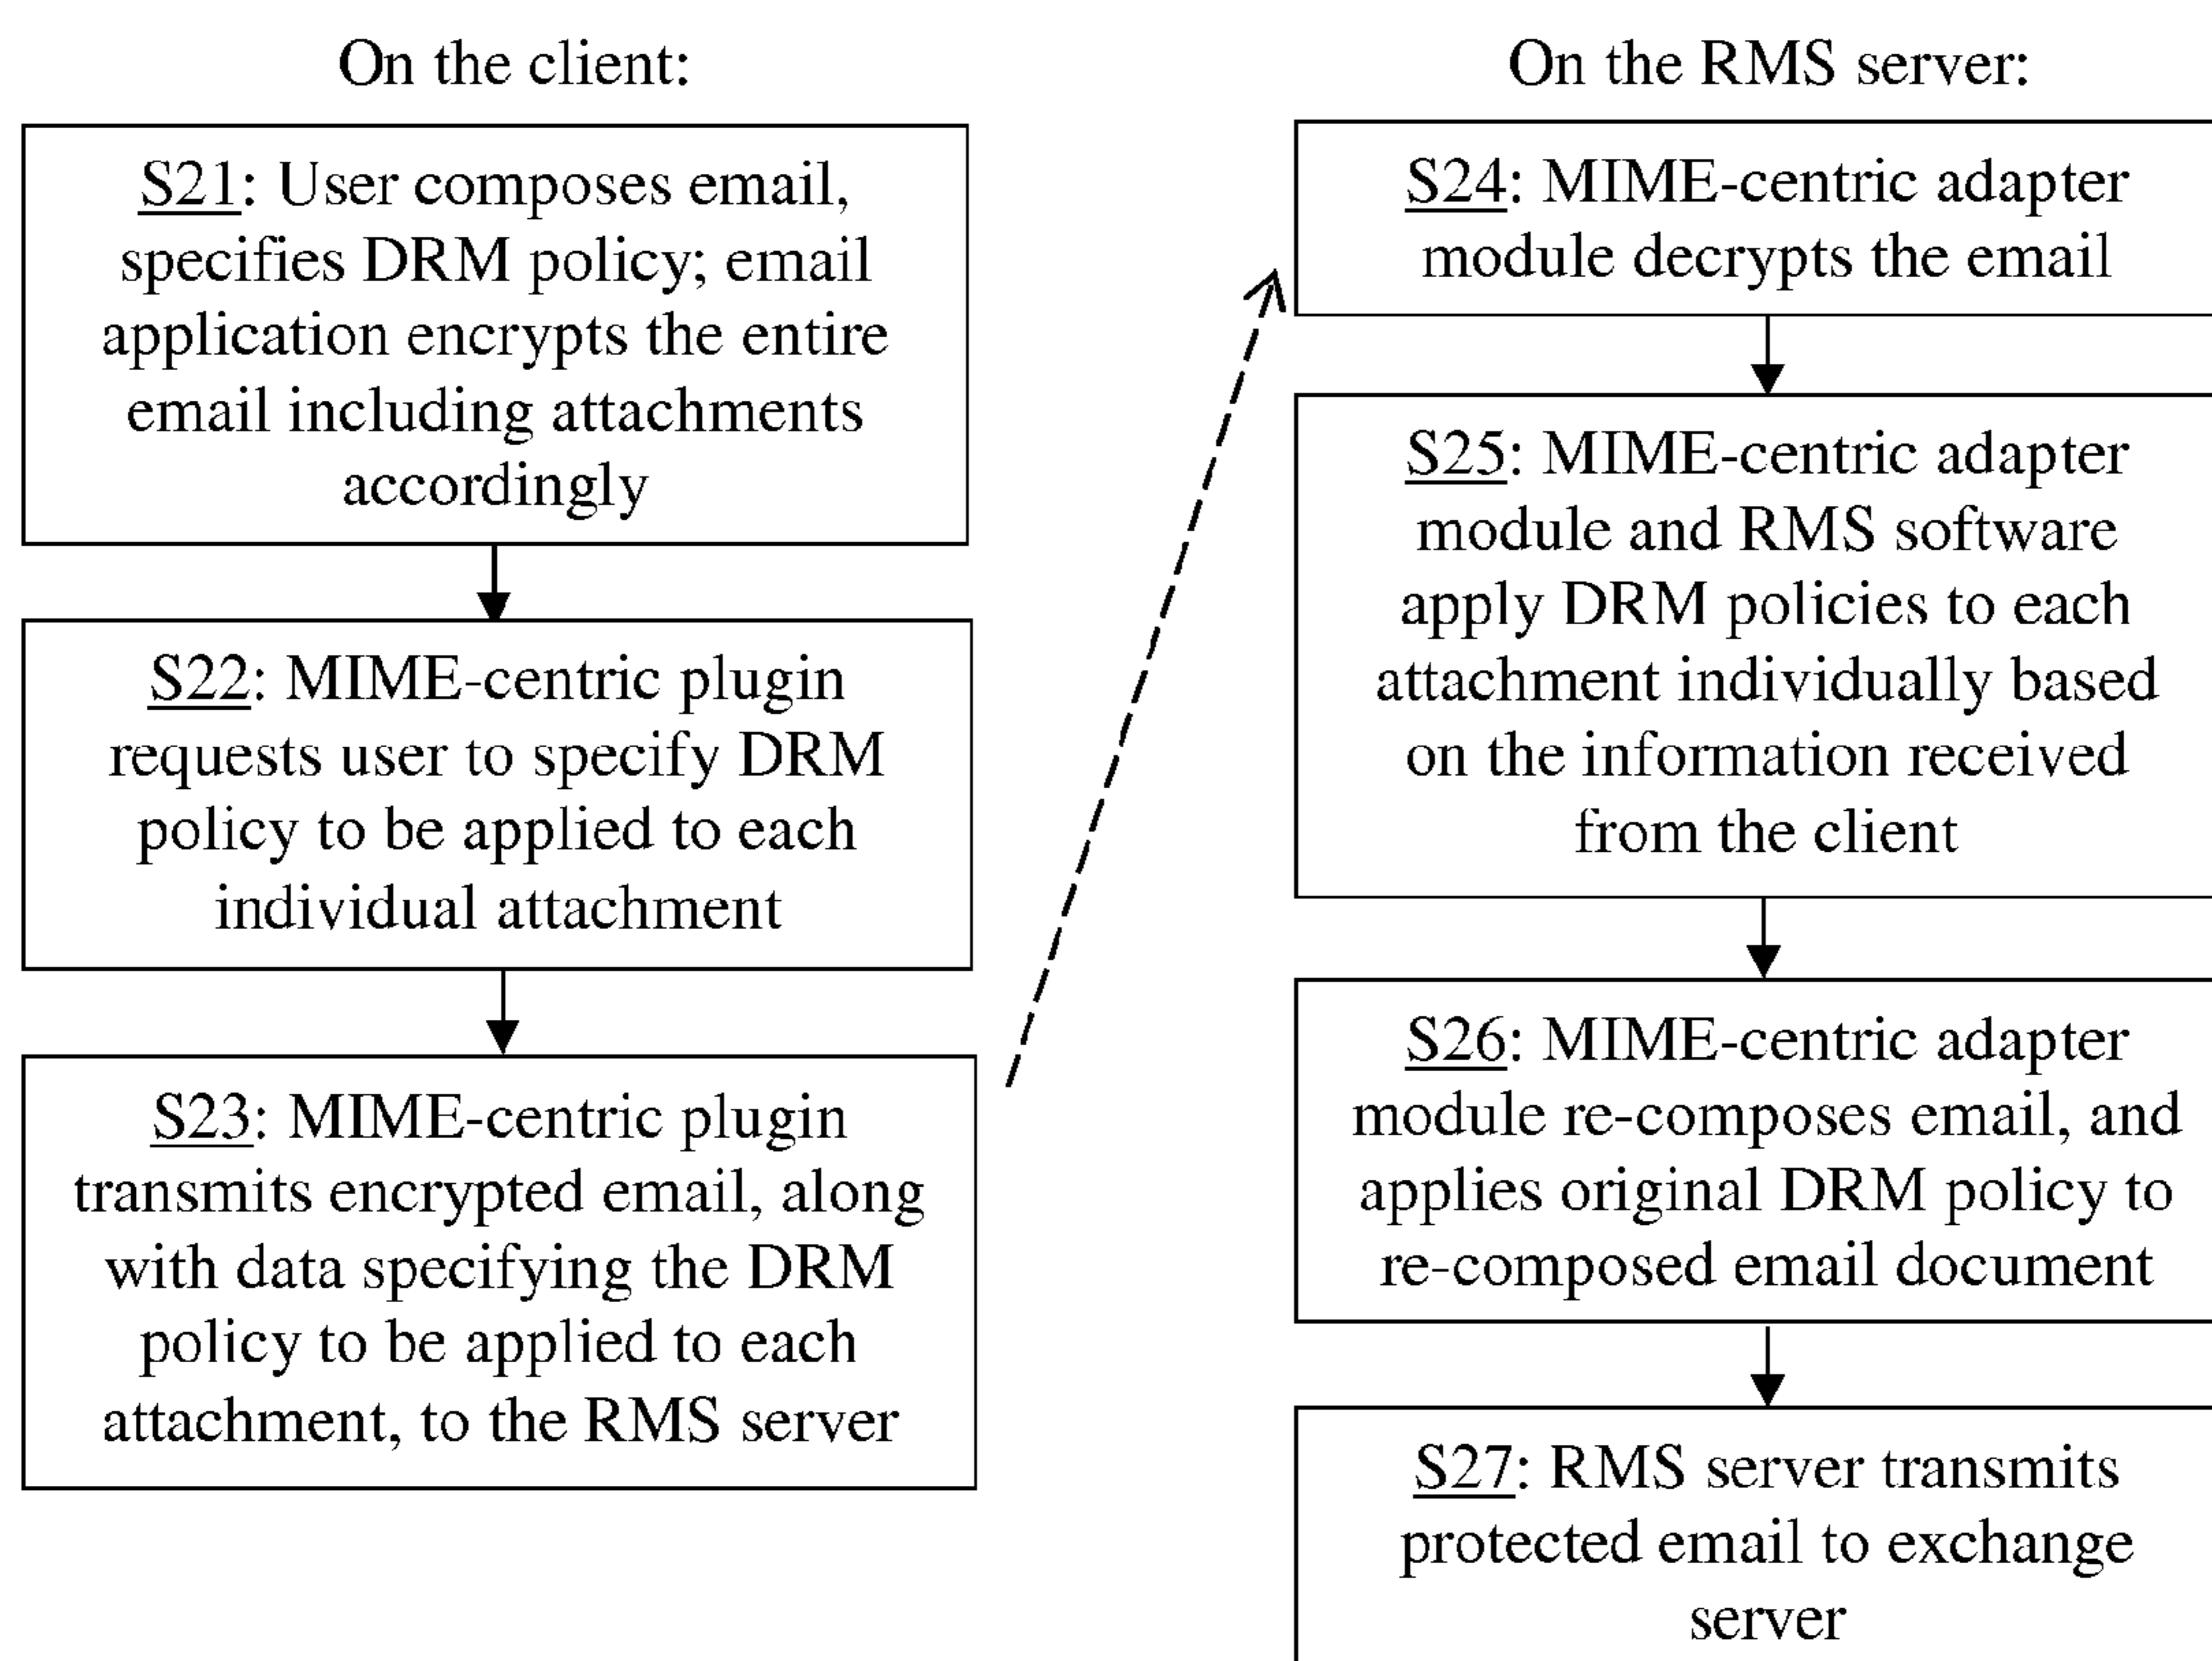 On the client:
S21: User composes email,
specifies DRM policy; email
application encrypts the entire
email including attachments
accordingly
S22: MIME-centric plugin
requests user to specify DRM
policy to be applied to each
individual attachment
S23: MIME-centric plugin
transmits encrypted email, along
with data specifying the DRM
policy to be applied to each
attachment, to the RMS server
On the RMS server:
S24: MIME-centric adapter
module decrypts the email
S25: MIME-centric adapter
module and RMS software
apply DRM policies to each
attachment individually based
on the information received
from the client
S26: MIME-centric adapter
module re-composes email, and
applies original DRM policy to
re-composed email document
S27: RMS server transmits
protected email to exchange
server